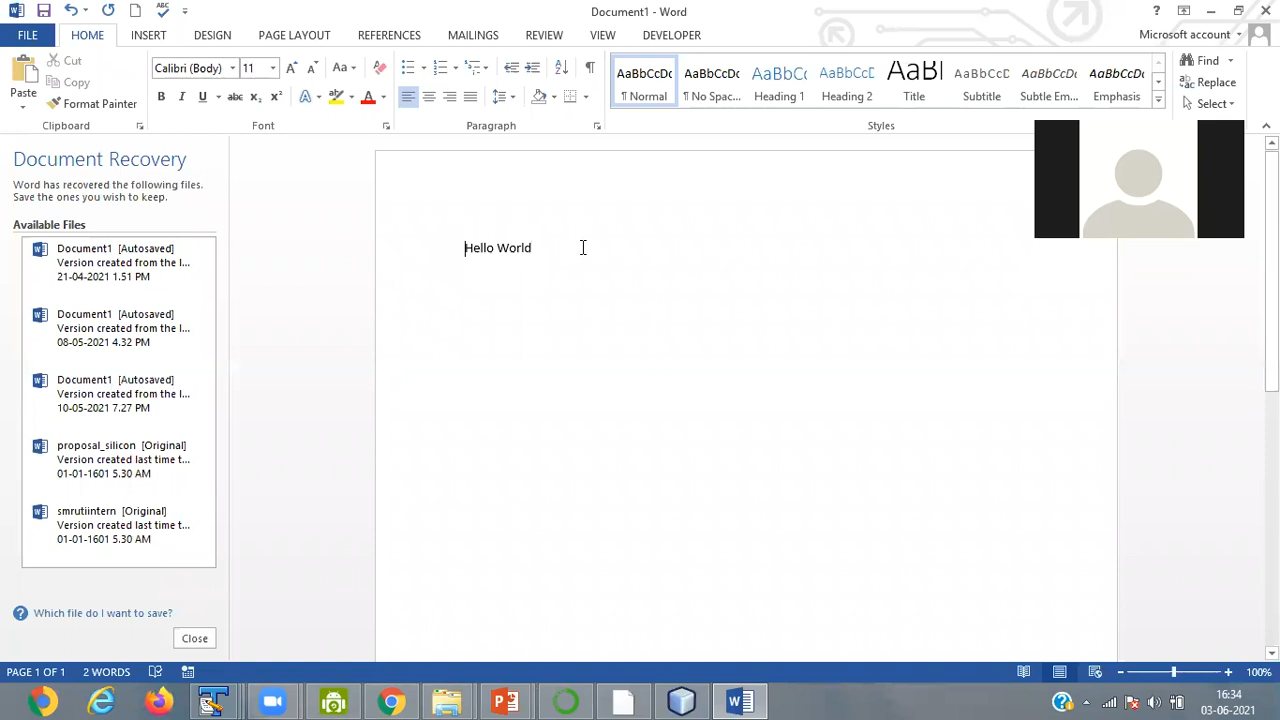 Document1 - Word
?
FILE
HOME
INSERT
DESIGN
PAGE LAYOUT
REFERENCES
MAILINGS
REVIEW
VIEW
DEVELOPER
Microsoft account
Paste
Cut
Copy
Format Painter
Clipboard
Calibri (Body)
11
Aa
B I U abc x₂ x²
A
Font
Paragraph
AaBbCcDc
¶ Normal
AaBbCcDc
¶ No Spac...
AaBbCc
Heading 1
AaBbCcD
Heading 2
AaBl
Title
AaBbCcD
Subtitle
AaBbCcDc
Subtle Em...
AaBbCcDc
Emphasis
Styles
Find
Replace
Select
Document Recovery
Word has recovered the following files.
Save the ones you wish to keep.
Available Files
Document1 [Autosaved]
Version created from the l...
21-04-2021 1.51 PM
Document1 [Autosaved]
Version created from the l...
08-05-2021 4.32 PM
Document1 [Autosaved]
Version created from the l...
10-05-2021 7.27 PM
proposal_silicon [Original]
Version created last time t...
01-01-1601 5.30 AM
smrutiintern [Original]
Version created last time t...
01-01-1601 5.30 AM
Which file do I want to save?
Close
Hello World
PAGE 1 OF 1
2 WORDS
100%
16:34
03-06-2021